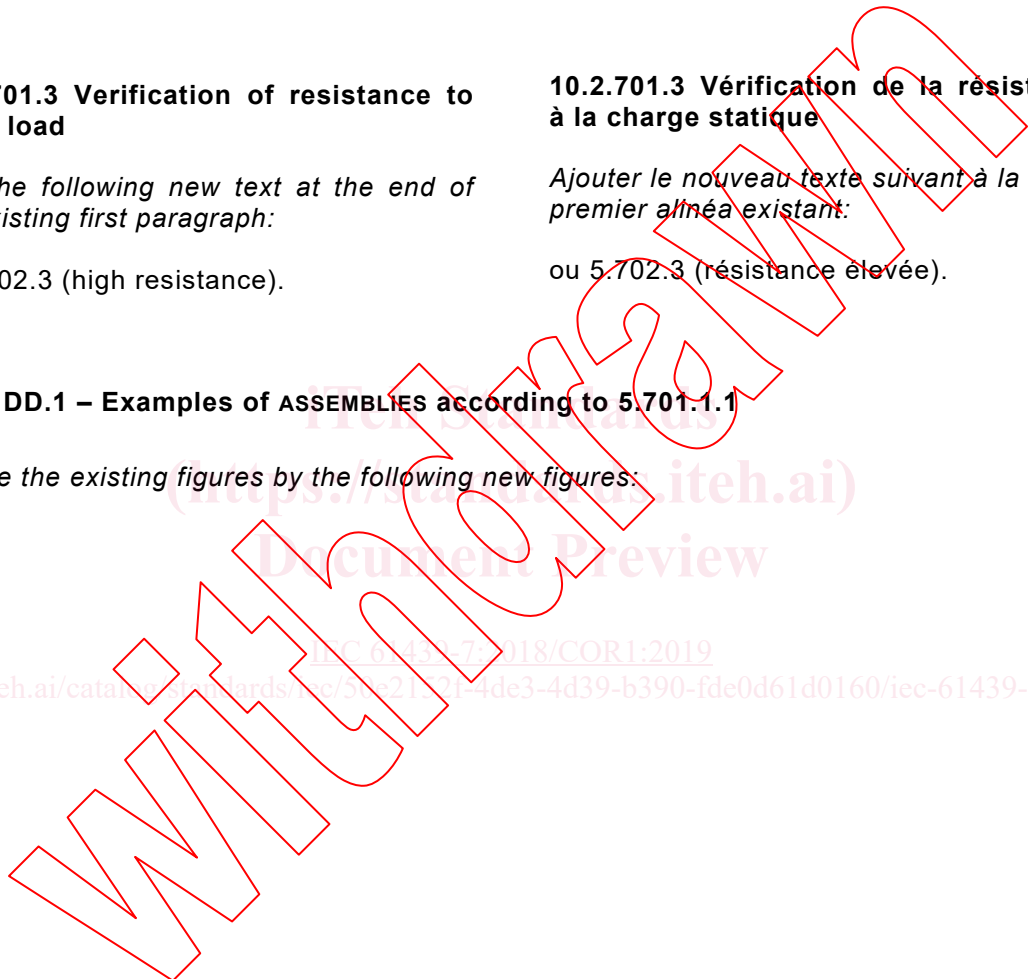 701.3 Verification of resistance to
load
he following new text at the end of
xisting first paragraph:
02.3 (high resistance).
10.2.701.3 Vérification de la résist
à la charge statique
Ajouter le nouveau texte suivant à la
premier alinéa existant:
ou 5.702.3 (résistance élevée).
DD.1 – Examples of ASSEMBLIES according to 5.701.1.1
e the existing figures by the following new figures:
iTeh Standards
(https://standards.iteh.ai)
Document Preview
IEC 61439-7:2018/COR1:2019
eh.ai/catalog/standards/iec/50e2152f-4de3-4d39-b390-fde0d61d0160/iec-61439-
withdrawn